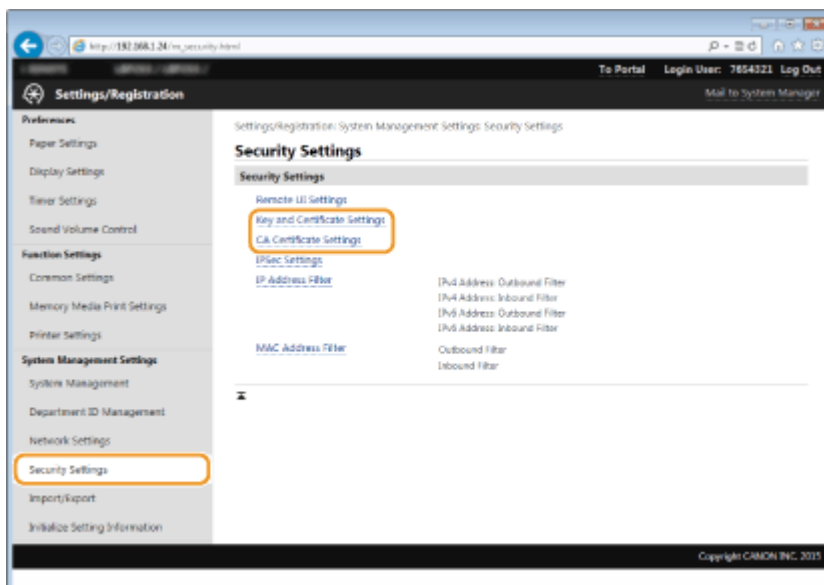 http://192.168.1.24/m_security.html
To Portal Login User: 7654321 Log Out
Settings/Registration
Mail to System Manager
Preferences
Paper Settings
Display Settings
Timer Settings
Sound Volume Control
Function Settings
Common Settings
Memory Media Print Settings
Printer Settings
System Management Settings
System Management
Department ID Management
Network Settings
Security Settings
Import/Export
Initialize Setting Information
Settings/Registration: System Management Settings: Security Settings
Security Settings
Security Settings
Remote UI Settings
Key and Certificate Settings
CA Certificate Settings
IPSec Settings
IP Address Filter
IPv4 Address: Outbound Filter
IPv4 Address: Inbound Filter
IPv6 Address: Outbound Filter
IPv6 Address: Inbound Filter
MAC Address Filter
Outbound Filter
Inbound Filter
Copyright CANON INC. 2015